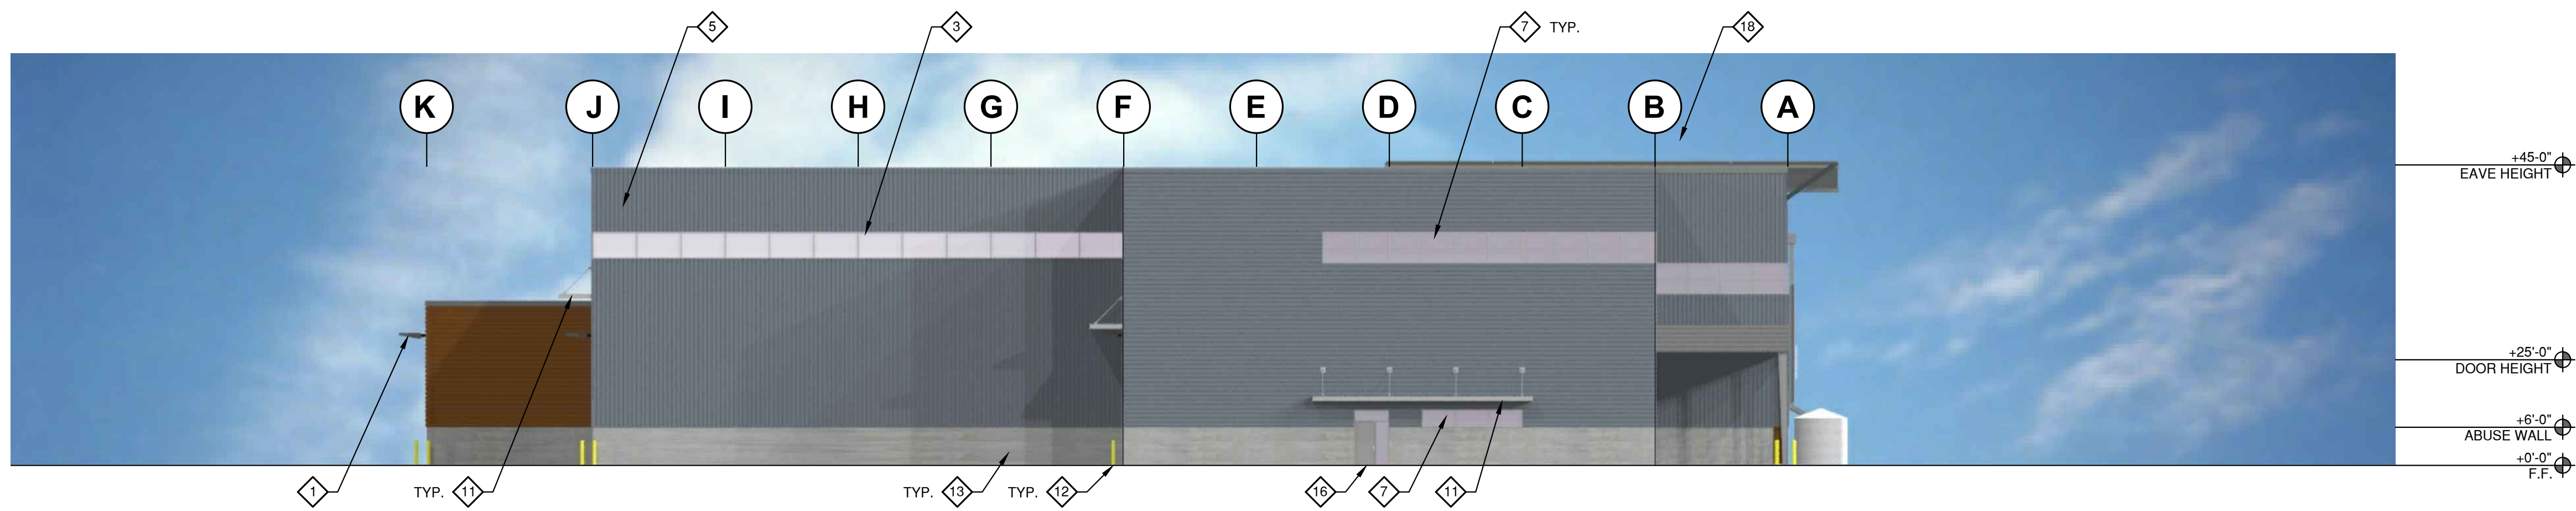 5
3
7 TYP.
18
K J I H G F E D C B A
+45'-0"
EAVE HEIGHT
+25'-0"
DOOR HEIGHT
+6'-0"
ABUSE WALL
+0'-0"
F.F.
1
TYP. 11
TYP. 13
TYP. 12
16
7
11